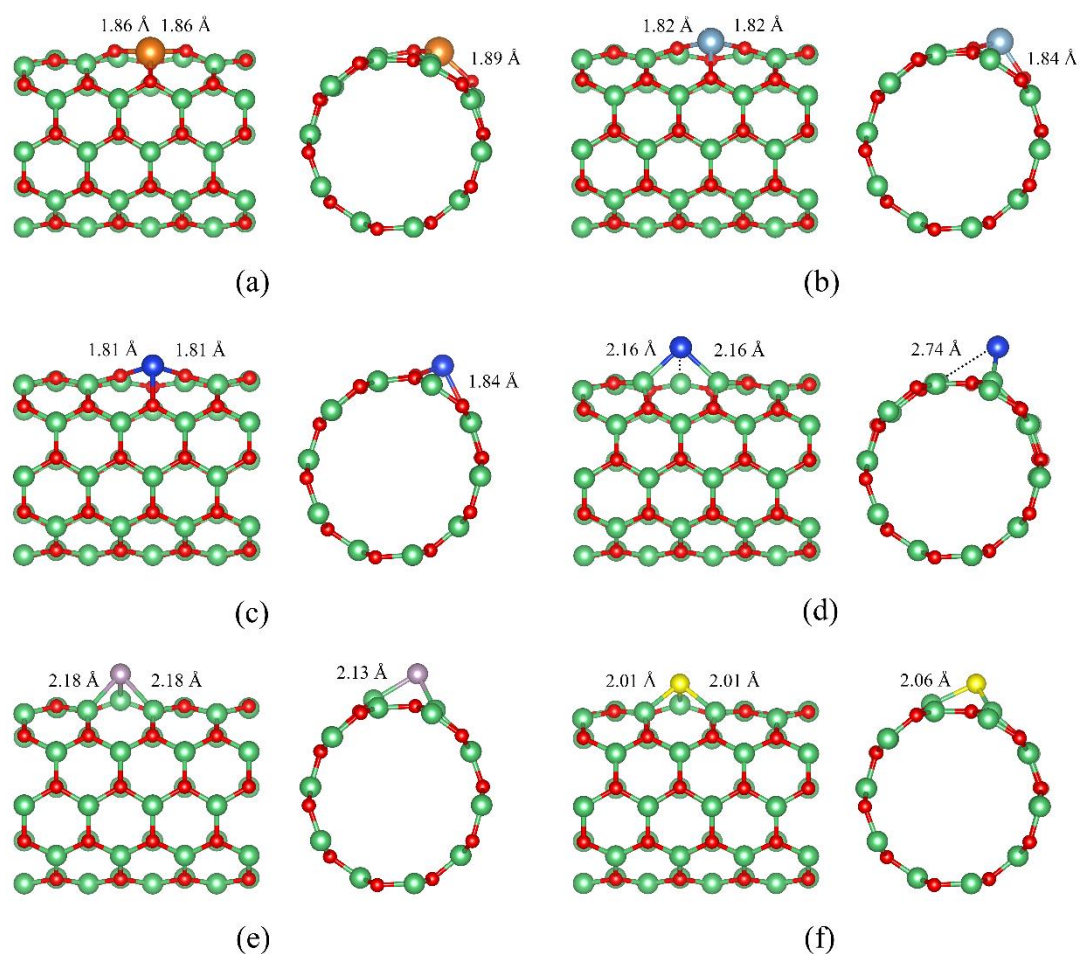 1.86 Å 1.86 Å
1.89 Å
(a)
1.82 Å 1.82 Å
1.84 Å
(b)
1.81 Å 1.81 Å
1.84 Å
(c)
2.16 Å 2.16 Å
2.74 Å
(d)
2.18 Å 2.18 Å
2.13 Å
(e)
2.01 Å 2.01 Å
2.06 Å
(f)